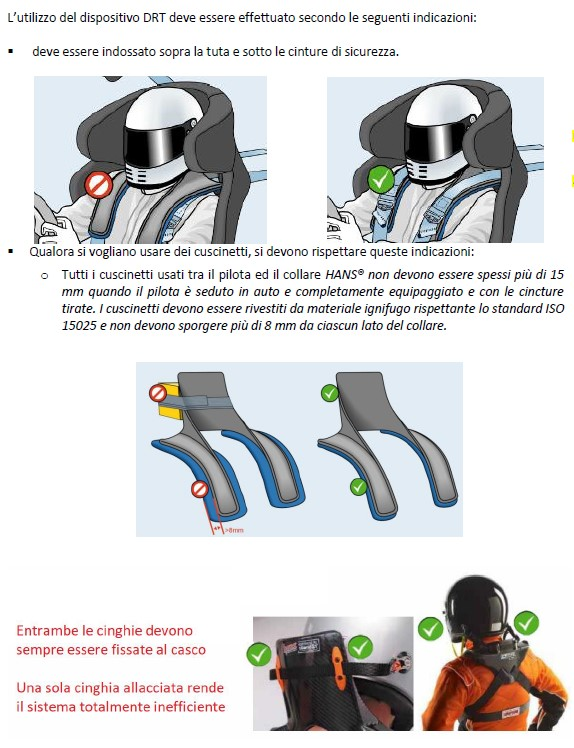 L’utilizzo del dispositivo DRT deve essere effettuato secondo le seguenti indicazioni:
▪ deve essere indossato sopra la tuta e sotto le cinture di sicurezza.
▪ Qualora si vogliano usare dei cuscinetti, si devono rispettare queste indicazioni:
o Tutti i cuscinetti usati tra il pilota ed il collare HANS® non devono essere spessi più di 15
mm quando il pilota è seduto in auto e completamente equipaggiato e con le cincture
tirate. I cuscinetti devono essere rivestiti da materiale ignifugo rispettante lo standard ISO
15025 e non devono sporgere più di 8 mm da ciascun lato del collare.
>8mm
Entrambe le cinghie devono
sempre essere fissate al casco
Una sola cinghia allacciata rende
il sistema totalmente inefficiente